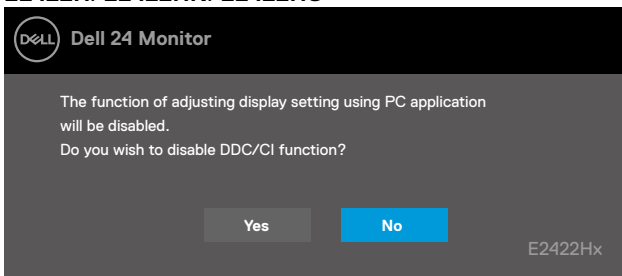 DELL Dell 24 Monitor
The function of adjusting display setting using PC application
will be disabled.
Do you wish to disable DDC/CI function?
Yes No
E2422Hx